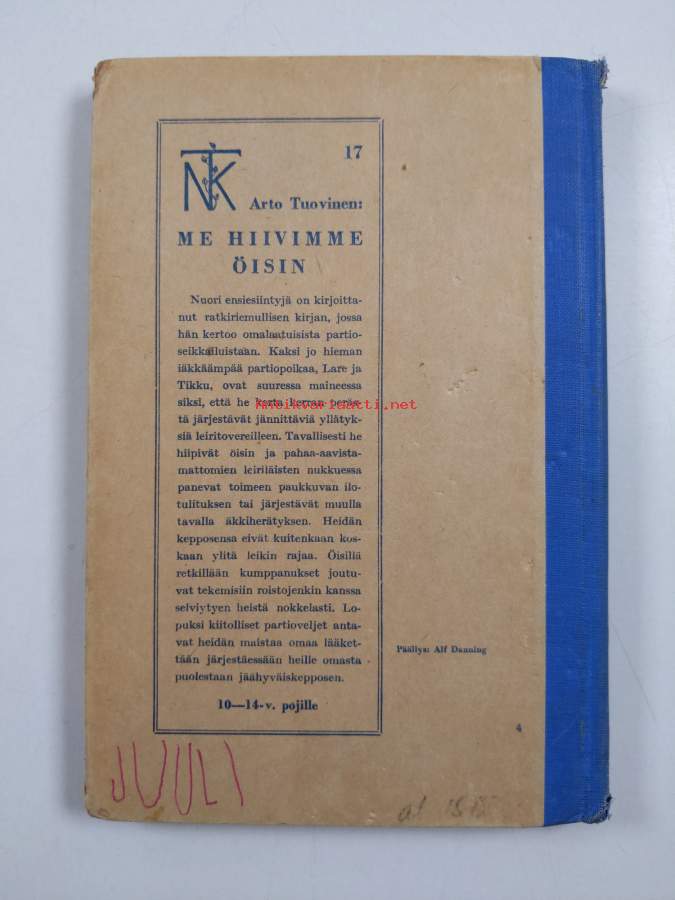 NTK
17
Arto Tuovinen:
ME HIIVIMME
ÖISIN
Nuori ensiesiintyjä on kirjoitta-
nut ratkiriemullisen kirjan, jossa
hän kertoo omalaatuisista partio-
seikkailuistaan. Kaksi jo hieman
iäkkäämpää partiopoikaa, Lare ja
Tikku, ovat suuressa maineessa
siksi, että he kerta kerran peräs-
Antikvariaatti.net
tä järjestävät jännittäviä yllätyk-
siä leiritovereilleen. Tavallisesti he
hiipivät öisin ja pahaa-aavista-
mattomien leiriläisten nukkuessa
panevat toimeen paukkuvan ilo-
tulituksen tai järjestävät muulla
tavalla äkkiherätyksen. Heidän
kepposensa eivät kuitenkaan kos-
kaan ylitä leikin rajaa. Öisillä
retkillään kumppanukset joutu-
vat tekemisiin roistojenkin kanssa
selviytyen heistä nokkelasti. Lo-
puksi kiitolliset partioveljet anta-
vat heidän maistaa omaa lääket-
tään järjestäessään heille omasta
puolestaan jäähyväiskepposen.
10—14-v. pojille
Päällys: Alf Danning
4
JUULI